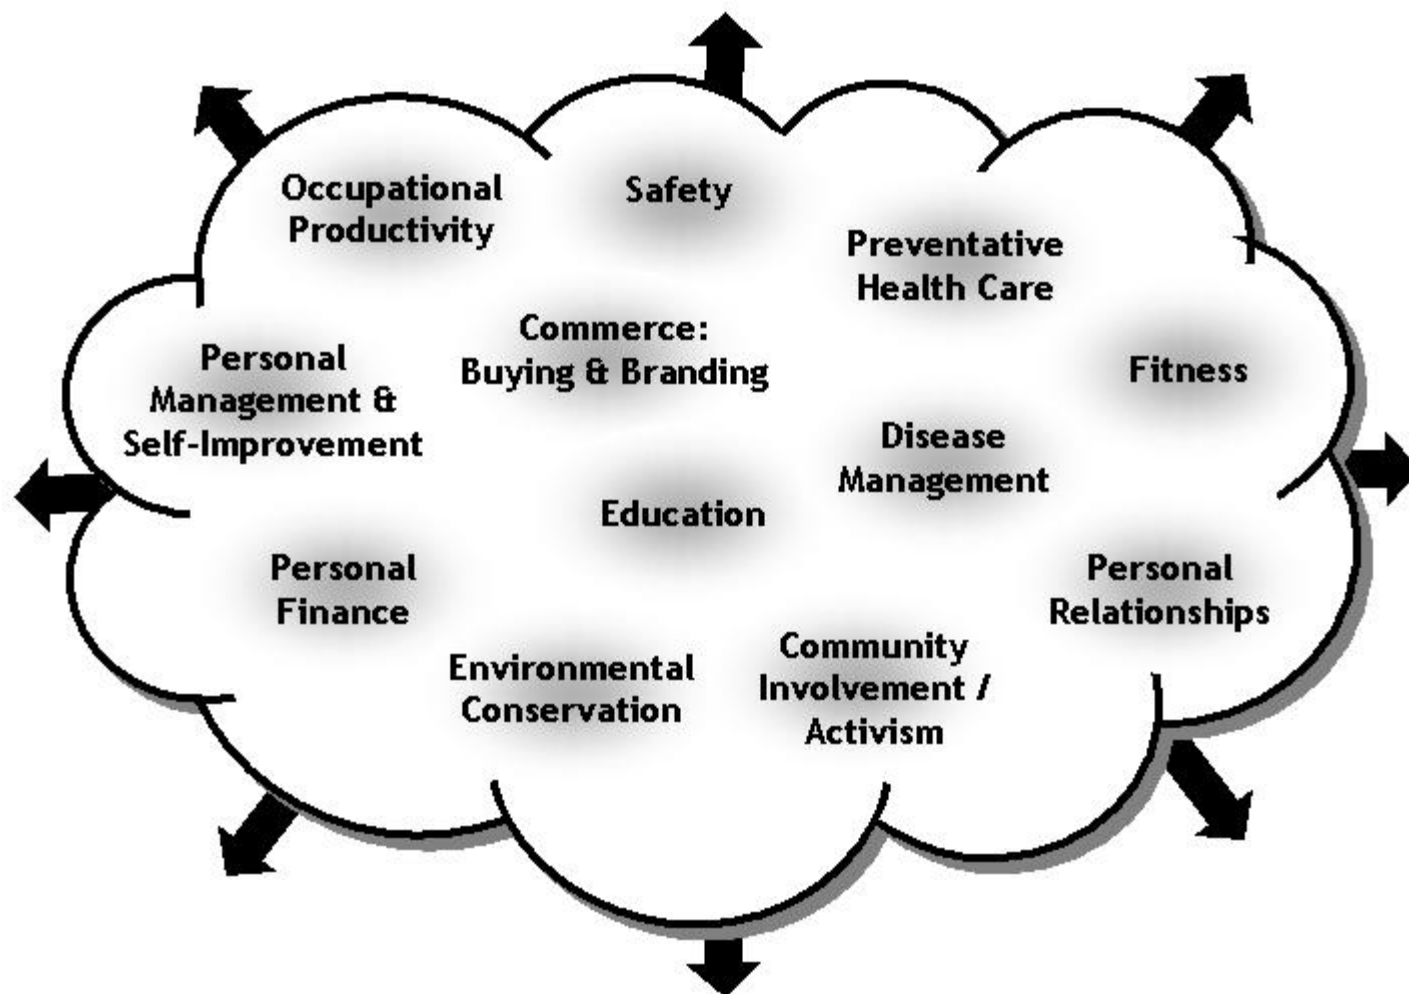 Occupational
Productivity
Safety
Preventative
Health Care
Commerce:
Buying & Branding
Personal
Management &
Self-Improvement
Fitness
Disease
Management
Education
Personal
Finance
Personal
Relationships
Environmental
Conservation
Community
Involvement /
Activism